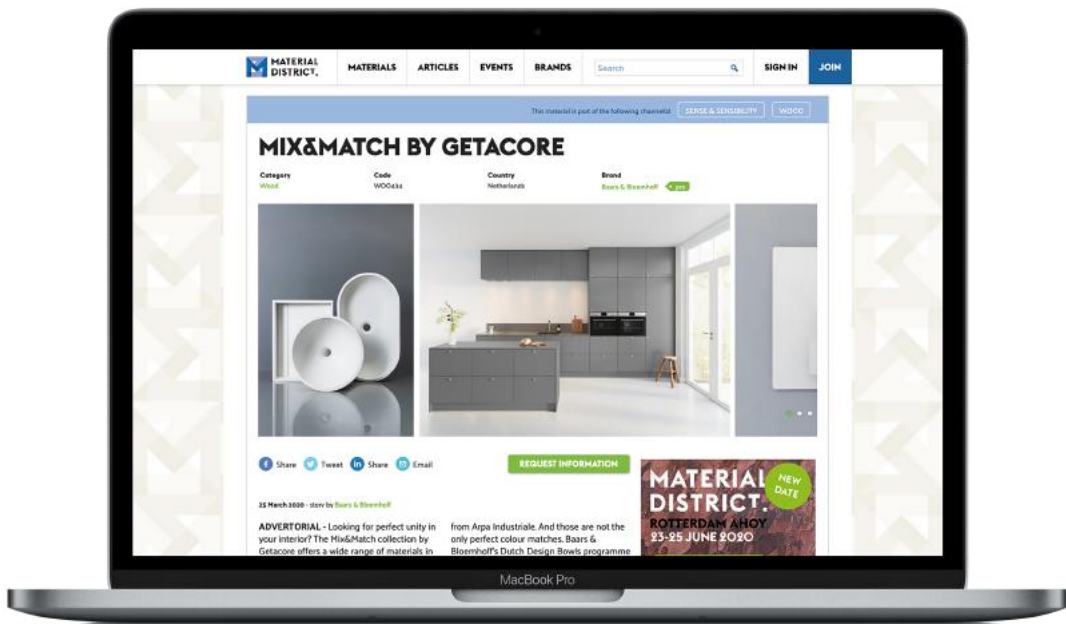 MATERIAL
DISTRICT.
MATERIALS ARTICLES EVENTS BRANDS Search SIGN IN JOIN
This material is part of the following channel(s): SENSE & SENSIBILITY WOOD
MIX&MATCH BY GETACORE
Category Code Country Brand
Wood WOO434 Netherlands Baars & Bloemhoff pro
Share Tweet Share Email REQUEST INFORMATION
25 March 2020 - story by Baars & Bloemhoff
ADVERTORIAL - Looking for perfect unity in
your interior? The Mix&Match collection by
Getacore offers a wide range of materials in
from Arpa Industriale. And those are not the
only perfect colour matches. Baars &
Bloemhoff's Dutch Design Bowls programme
MATERIAL
DISTRICT.
NEW
DATE
ROTTERDAM AHOY
23-25 JUNE 2020
MacBook Pro